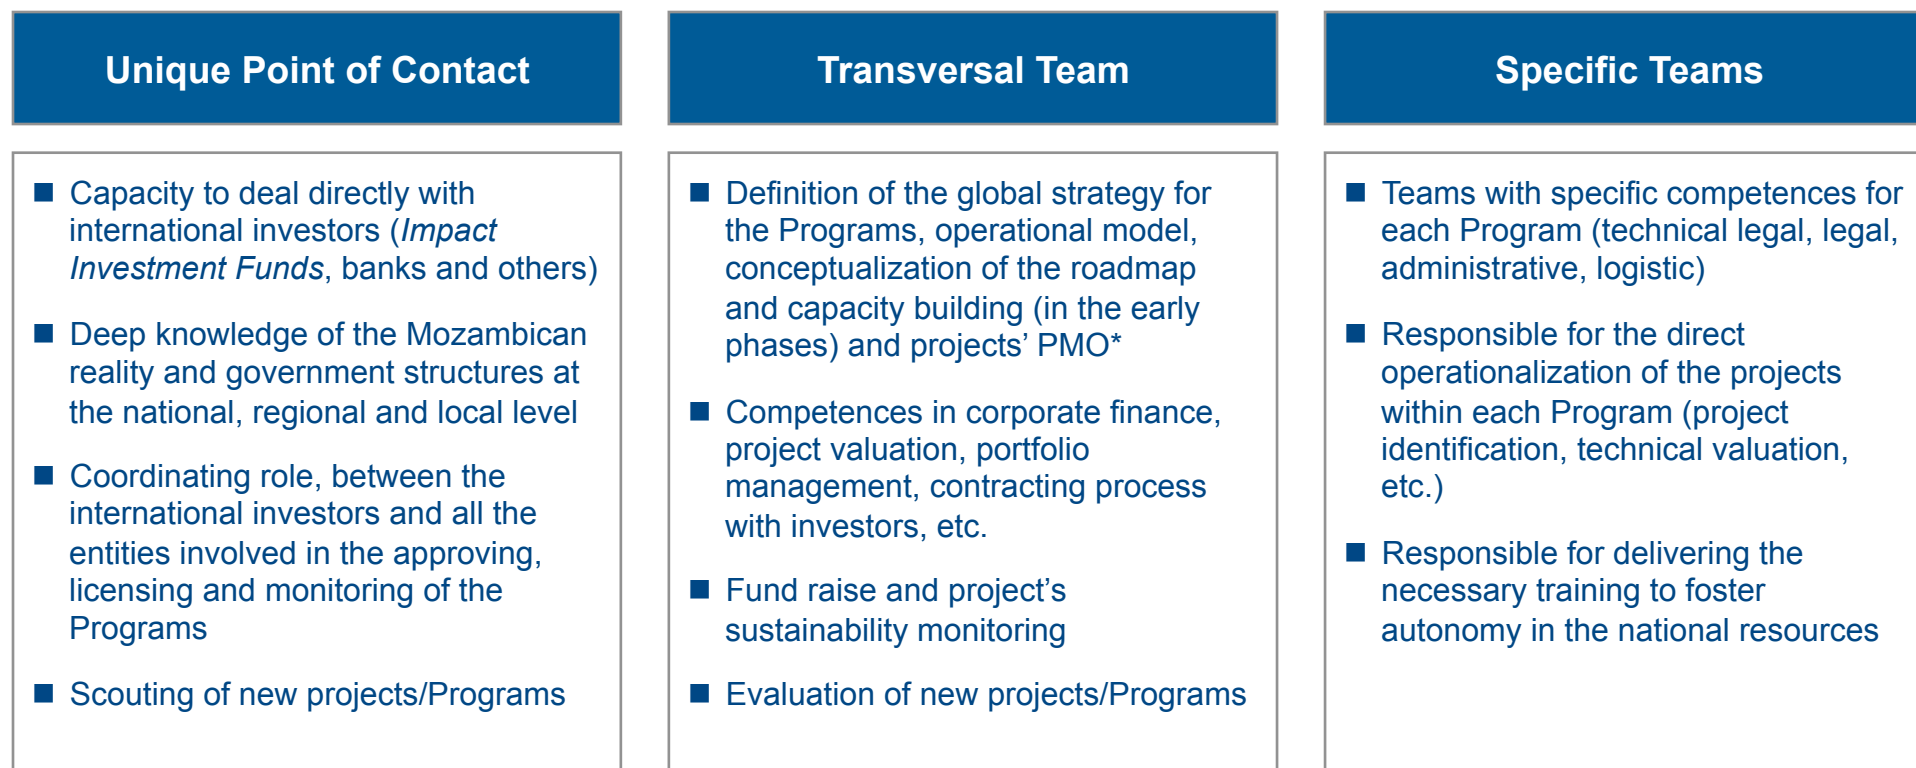 Unique Point of Contact
Capacity to deal directly with
international investors (Impact
Investment Funds, banks and others)
Deep knowledge of the Mozambican
reality and government structures at
the national, regional and local level
Coordinating role, between the
international investors and all the
entities involved in the approving,
licensing and monitoring of the
Programs
Scouting of new projects/Programs
Transversal Team
Definition of the global strategy for
the Programs, operational model,
conceptualization of the roadmap
and capacity building (in the early
phases) and projects’ PMO*
Competences in corporate finance,
project valuation, portfolio
management, contracting process
with investors, etc.
Fund raise and project’s
sustainability monitoring
Evaluation of new projects/Programs
Specific Teams
Teams with specific competences for
each Program (technical legal, legal,
administrative, logistic)
Responsible for the direct
operationalization of the projects
within each Program (project
identification, technical valuation,
etc.)
Responsible for delivering the
necessary training to foster
autonomy in the national resources